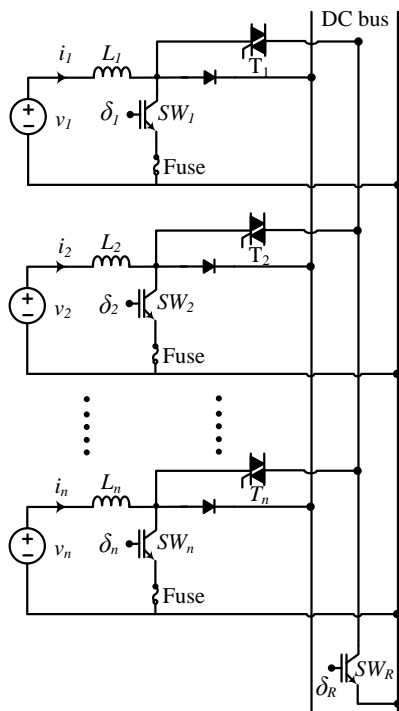 DC bus
i1
L1
T1
δ1
SW1
v1
Fuse
i2
L2
T2
δ2
SW2
v2
Fuse
in
Ln
Tn
δn
SWn
vn
Fuse
SWR
δR